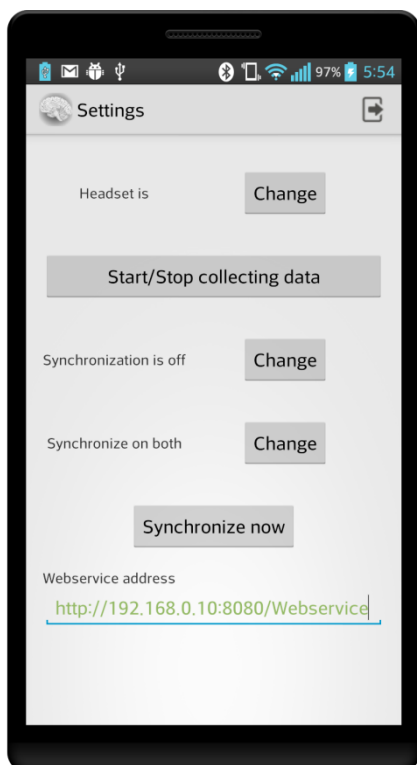 97% 5:54
Settings
Headset is Change
Start/Stop collecting data
Synchronization is off Change
Synchronize on both Change
Synchronize now
Webservice address
http://192.168.0.10:8080/Webservice